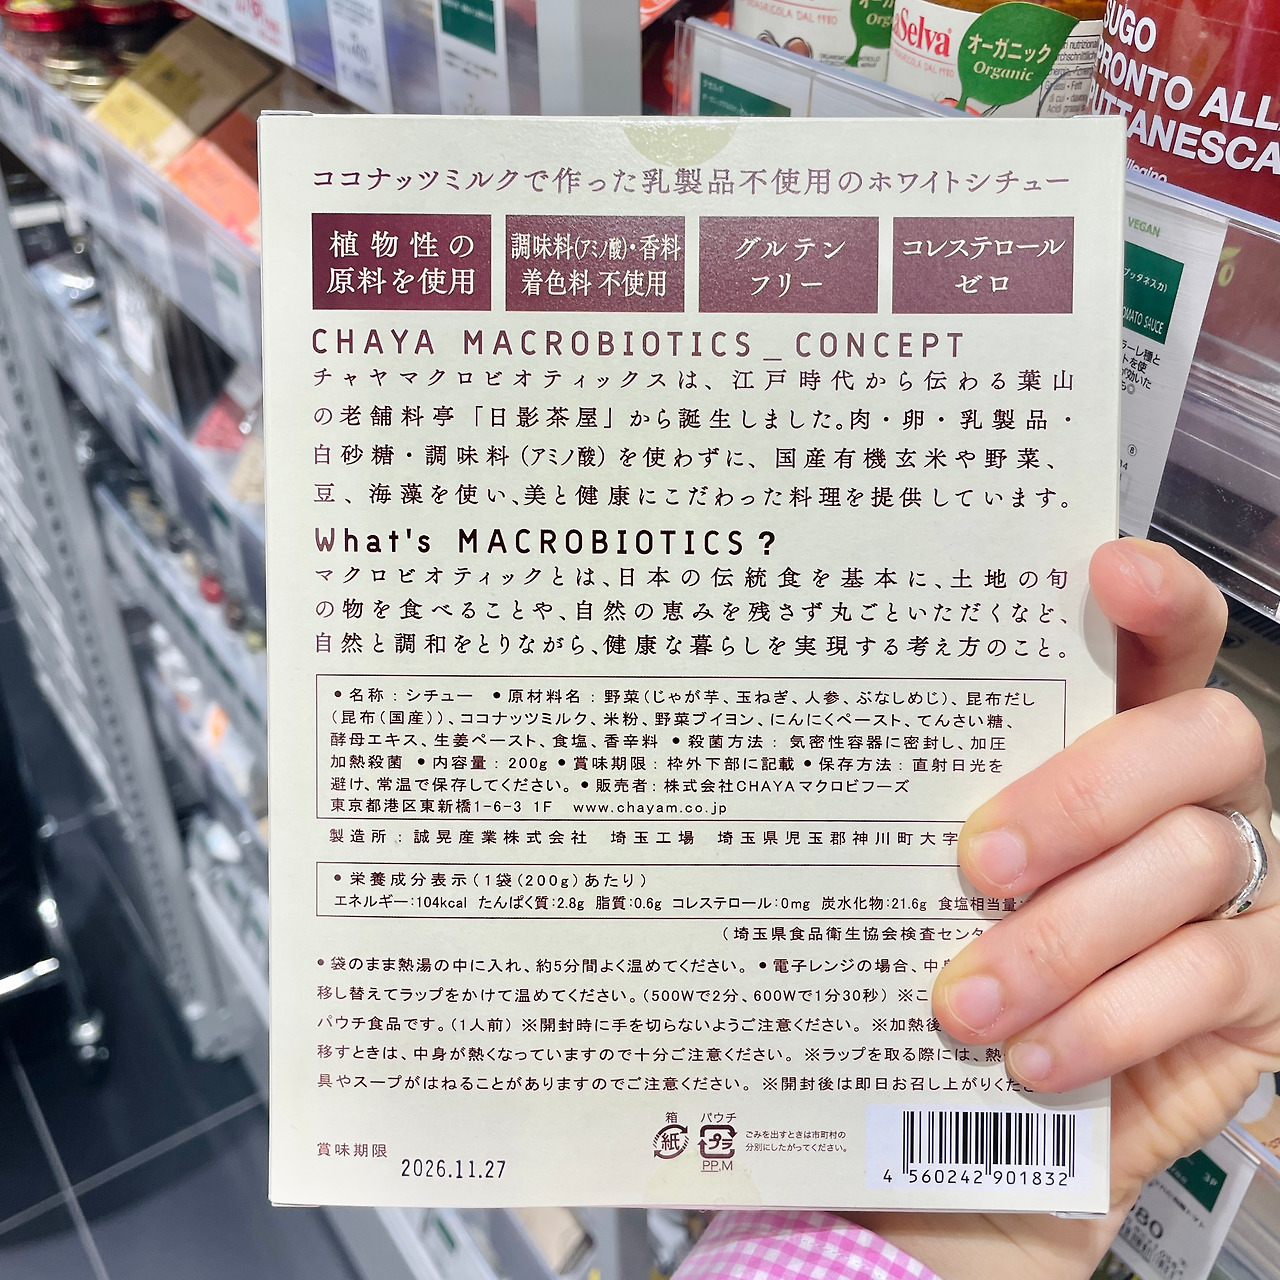 ココナッツミルクで作った乳製品不使用のホワイトシチュー
植物性の
原料を使用
調味料(アミノ酸)・香料
着色料 不使用
グルテン
フリー
コレステロール
ゼロ
CHAYA MACROBIOTICS_CONCEPT
チャヤマクロビオティックスは、江戸時代から伝わる葉山
の老舗料亭「日影茶屋」から誕生しました。肉・卵・乳製品・
白砂糖・調味料(アミノ酸)を使わずに、国産有機玄米や野菜、
豆、海藻を使い、美と健康にこだわった料理を提供しています。
What's MACROBIOTICS?
マクロビオティックとは、日本の伝統食を基本に、土地の旬
の物を食べることや、自然の恵みを残さず丸ごといただくなど、
自然と調和をとりながら、健康な暮らしを実現する考え方のこと。
●名称:シチュー ●原材料名:野菜(じゃが芋、玉ねぎ、人参、ぶなしめじ)、昆布だし
(昆布(国産))、ココナッツミルク、米粉、野菜ブイヨン、にんにくペースト、てんさい糖、
酵母エキス、生姜ペースト、食塩、香辛料 ●殺菌方法:気密性容器に密封し、加圧
加熱殺菌 ●内容量:200g ●賞味期限:枠外下部に記載 ●保存方法:直射日光を
避け、常温で保存してください。●販売者:株式会社CHAYAマクロビフーズ
東京都港区東新橋1-6-3 1F www.chayam.co.jp
製造所:誠晃産業株式会社 埼玉工場 埼玉県児玉郡神川町大字
●栄養成分表示(1袋(200g)あたり)
エネルギー:104kcal たんぱく質:2.8g 脂質:0.6g コレステロール:0mg 炭水化物:21.6g 食塩相当量:
(埼玉県食品衛生協会検査センタ
●袋のまま熱湯の中に入れ、約5分間よく温めてください。●電子レンジの場合、中
移し替えてラップをかけて温めてください。(500Wで2分、600Wで1分30秒) ※こ
パウチ食品です。(1人前) ※開封時に手を切らないようご注意ください。※加熱後
移すときは、中身が熱くなっていますので十分ご注意ください。※ラップを取る際には、熱
具やスープがはねることがありますのでご注意ください。※開封後は即日お召し上がりくだ
箱
紙
パウチ
プラ
PP,M
ごみを出すときは市町村の
分別にしたがってください。
賞味期限
2026.11.27
4 560242 901832
aSelva
AGRICOLA DAL 1980
オーガニック
Organic
SUGO
PRONTO ALL
PUTTANESCA
VEGAN
TOMATO SAUCE